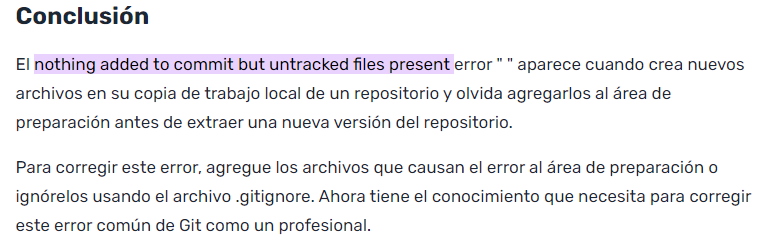 Conclusión
El nothing added to commit but untracked files present error " " aparece cuando crea nuevos
archivos en su copia de trabajo local de un repositorio y olvida agregarlos al área de
preparación antes de extraer una nueva versión del repositorio.
Para corregir este error, agregue los archivos que causan el error al área de preparación o
ignórelos usando el archivo .gitignore. Ahora tiene el conocimiento que necesita para corregir
este error común de Git como un profesional.